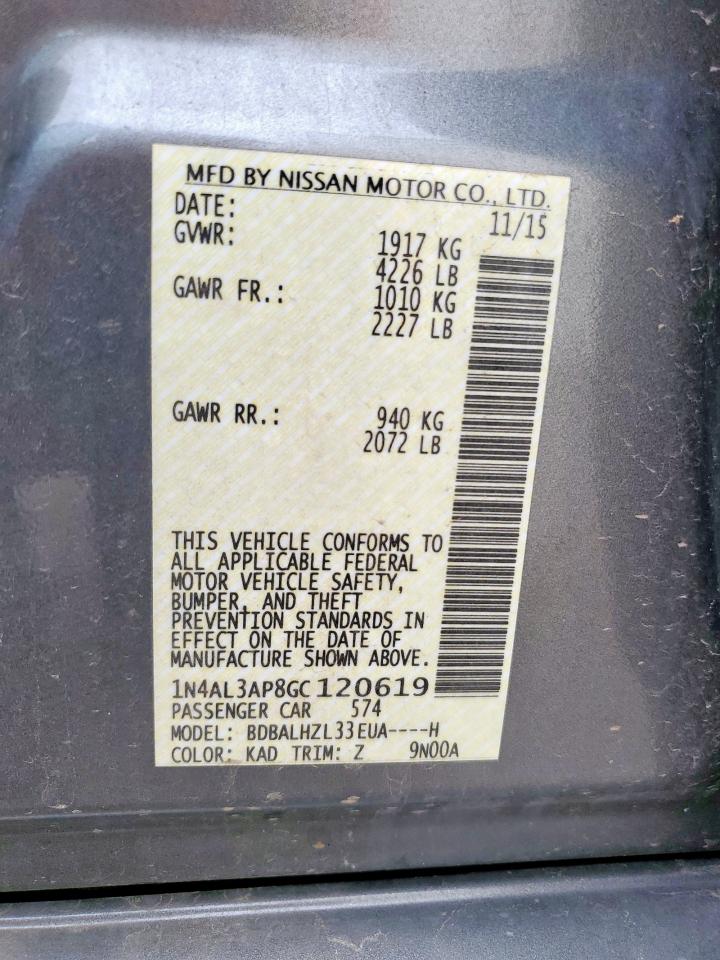 MFD BY NISSAN MOTOR CO., LTD.
DATE: 11/15
GVWR: 1917 KG
4226 LB
GAWR FR.: 1010 KG
2227 LB
GAWR RR.: 940 KG
2072 LB
THIS VEHICLE CONFORMS TO
ALL APPLICABLE FEDERAL
MOTOR VEHICLE SAFETY,
BUMPER, AND THEFT
PREVENTION STANDARDS IN
EFFECT ON THE DATE OF
MANUFACTURE SHOWN ABOVE.
1N4AL3AP8GC120619
PASSENGER CAR 574
MODEL: BDBALHZL33EUA----H
COLOR: KAD TRIM: Z 9N00A